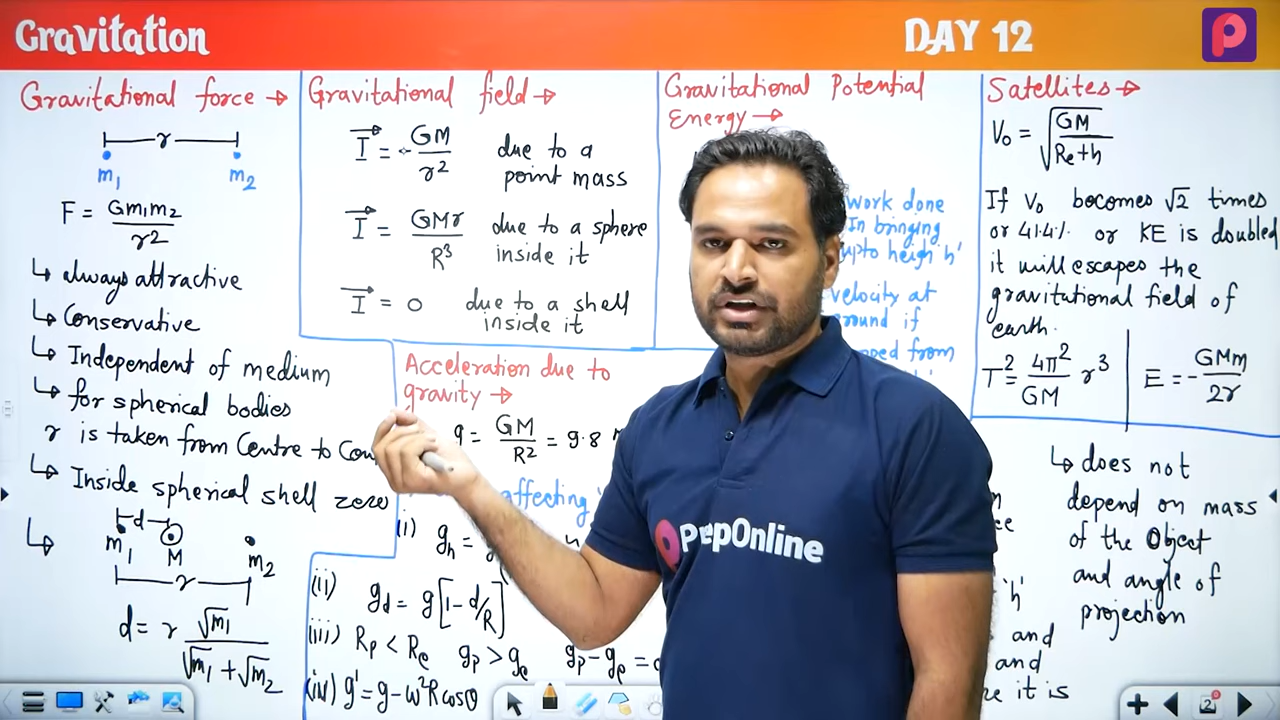 Gravitation
DAY 12
Gravitational force →
r
m₁ m₂
F = Gm₁m₂/r²
↳ always attractive
↳ Conservative
↳ Independent of medium
↳ for spherical bodies
r is taken from Centre to
↳ Inside spherical shell zero
↳
d
m₁ M m₂
r
d = r √m₁/(√m₁ + √m₂)
Gravitational field →
I⃗ = - GM/r² due to a
point mass
I⃗ = GMr/R³ due to a sphere
inside it
I⃗ = 0 due to a shell
inside it
Acceleration due to
gravity →
g = GM/R² = 9.8
affecting
(i) gₕ =
(ii) g_d = g[1 - d/R]
(iii) Rₚ < Rₑ gₚ > gₑ gₚ - gₑ =
(iv) g' = g - ω²R cosθ
Gravitational Potential
Energy →
work done
In bringing
upto heigh 'h'
velocity at
if
from
Satellites →
V₀ = √(GM/(Re+h))
If V₀ becomes √2 times
or 41.4% or KE is doubled
it will escapes the
gravitational field of
earth.
T² = 4π²/GM r³
E = - GMm/2r
↳ does not
depend on mass
of the Object
and angle of
projection
'h'
and
and
it is
PrepOnline
2